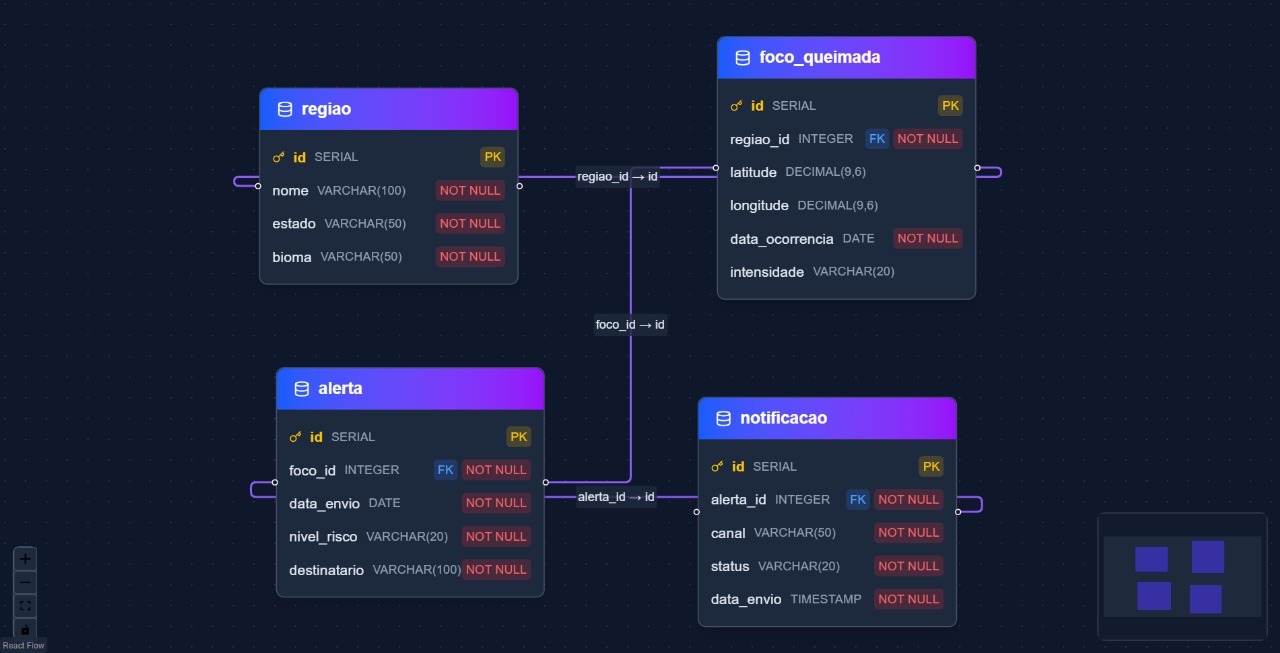 regiao
id SERIAL PK
nome VARCHAR(100) NOT NULL
estado VARCHAR(50) NOT NULL
bioma VARCHAR(50) NOT NULL
foco_queimada
id SERIAL PK
regiao_id INTEGER FK NOT NULL
latitude DECIMAL(9,6)
longitude DECIMAL(9,6)
data_ocorrencia DATE NOT NULL
intensidade VARCHAR(20)
regiao_id → id
foco_id → id
alerta
id SERIAL PK
foco_id INTEGER FK NOT NULL
data_envio DATE NOT NULL
nivel_risco VARCHAR(20) NOT NULL
destinatario VARCHAR(100) NOT NULL
alerta_id → id
notificacao
id SERIAL PK
alerta_id INTEGER FK NOT NULL
canal VARCHAR(50) NOT NULL
status VARCHAR(20) NOT NULL
data_envio TIMESTAMP NOT NULL
React Flow